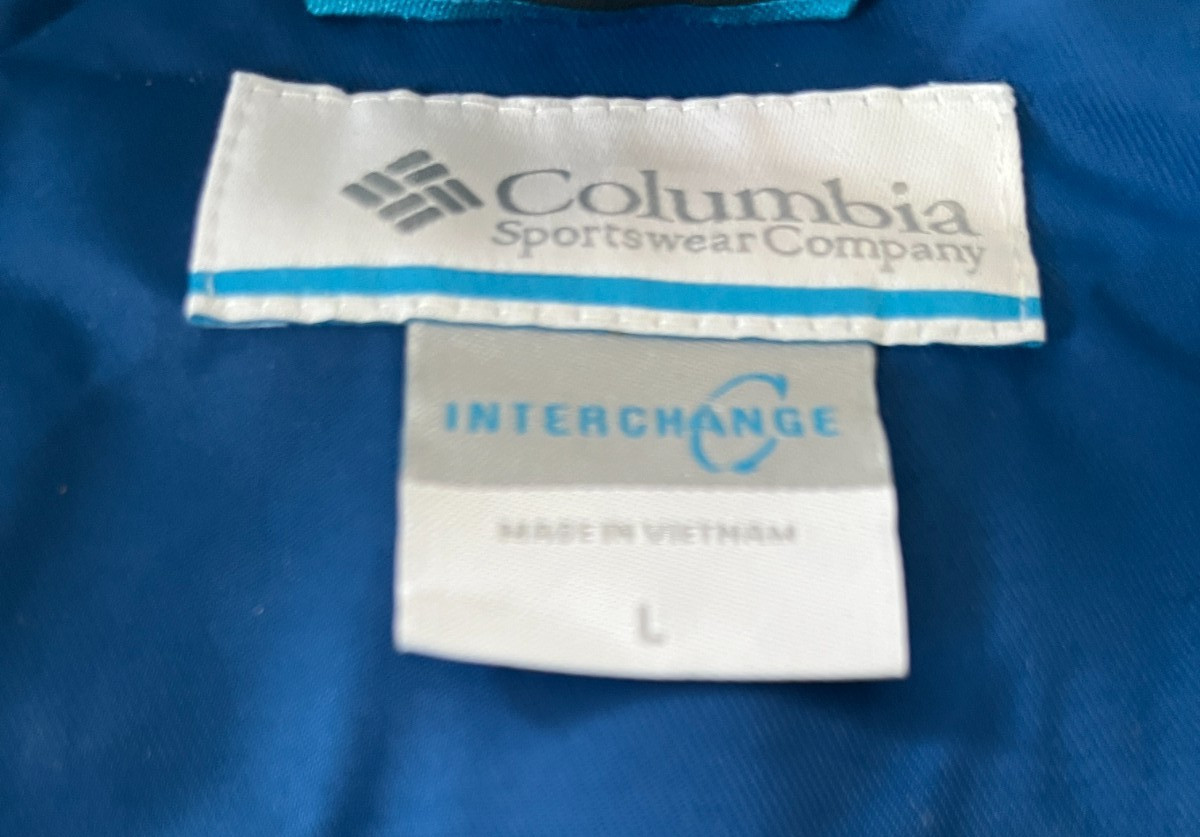 Columbia
Sportswear Company
INTERCHANGE
MADE IN VIETNAM
L